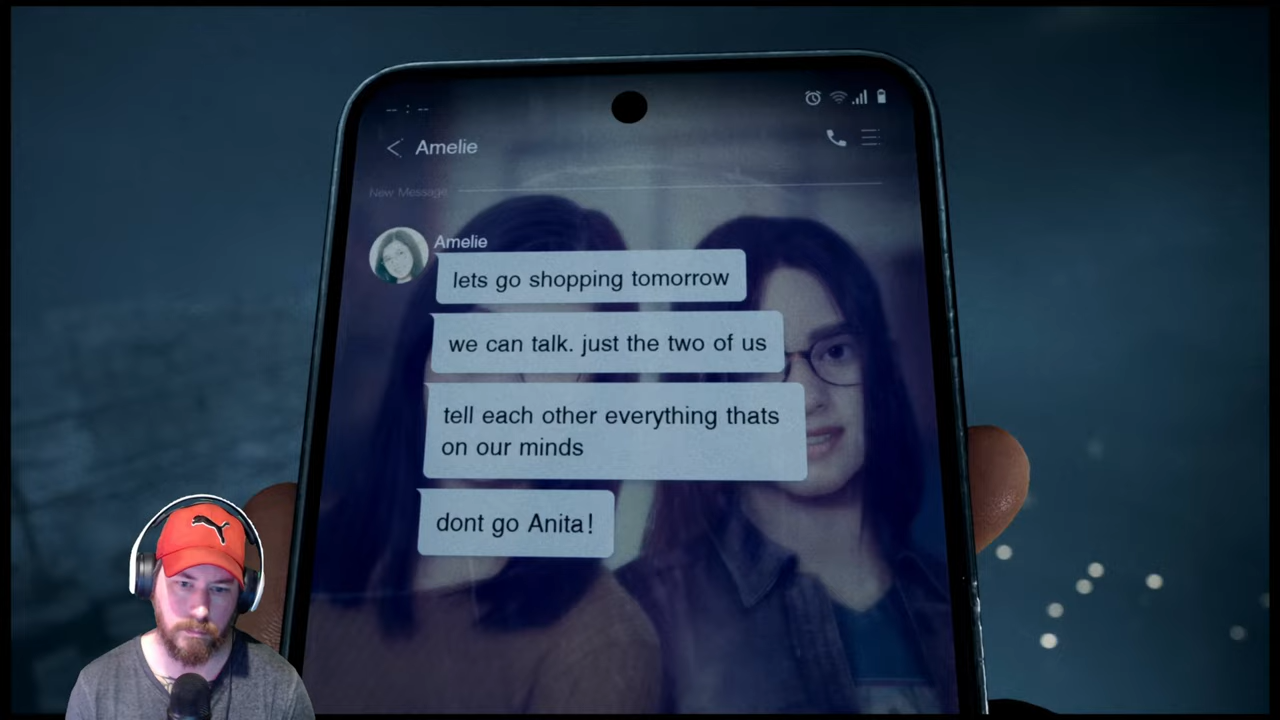 -- : --
Amelie
New Message
Amelie
lets go shopping tomorrow
we can talk. just the two of us
tell each other everything thats
on our minds
dont go Anita!